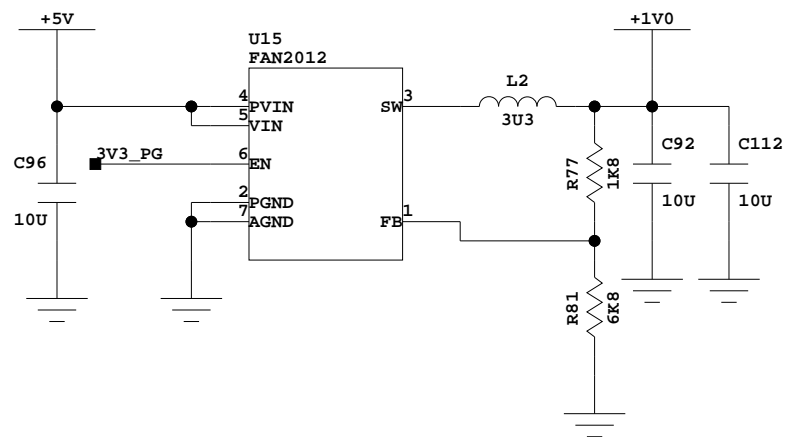 +5V
+1V0
U15
FAN2012
L2
4
PVIN
SW
3
5
VIN
3U3
3V3_PG
6
EN
C96
R77
1K8
C92
C112
2
PGND
10U
10U
10U
7
AGND
FB
1
R81
6K8